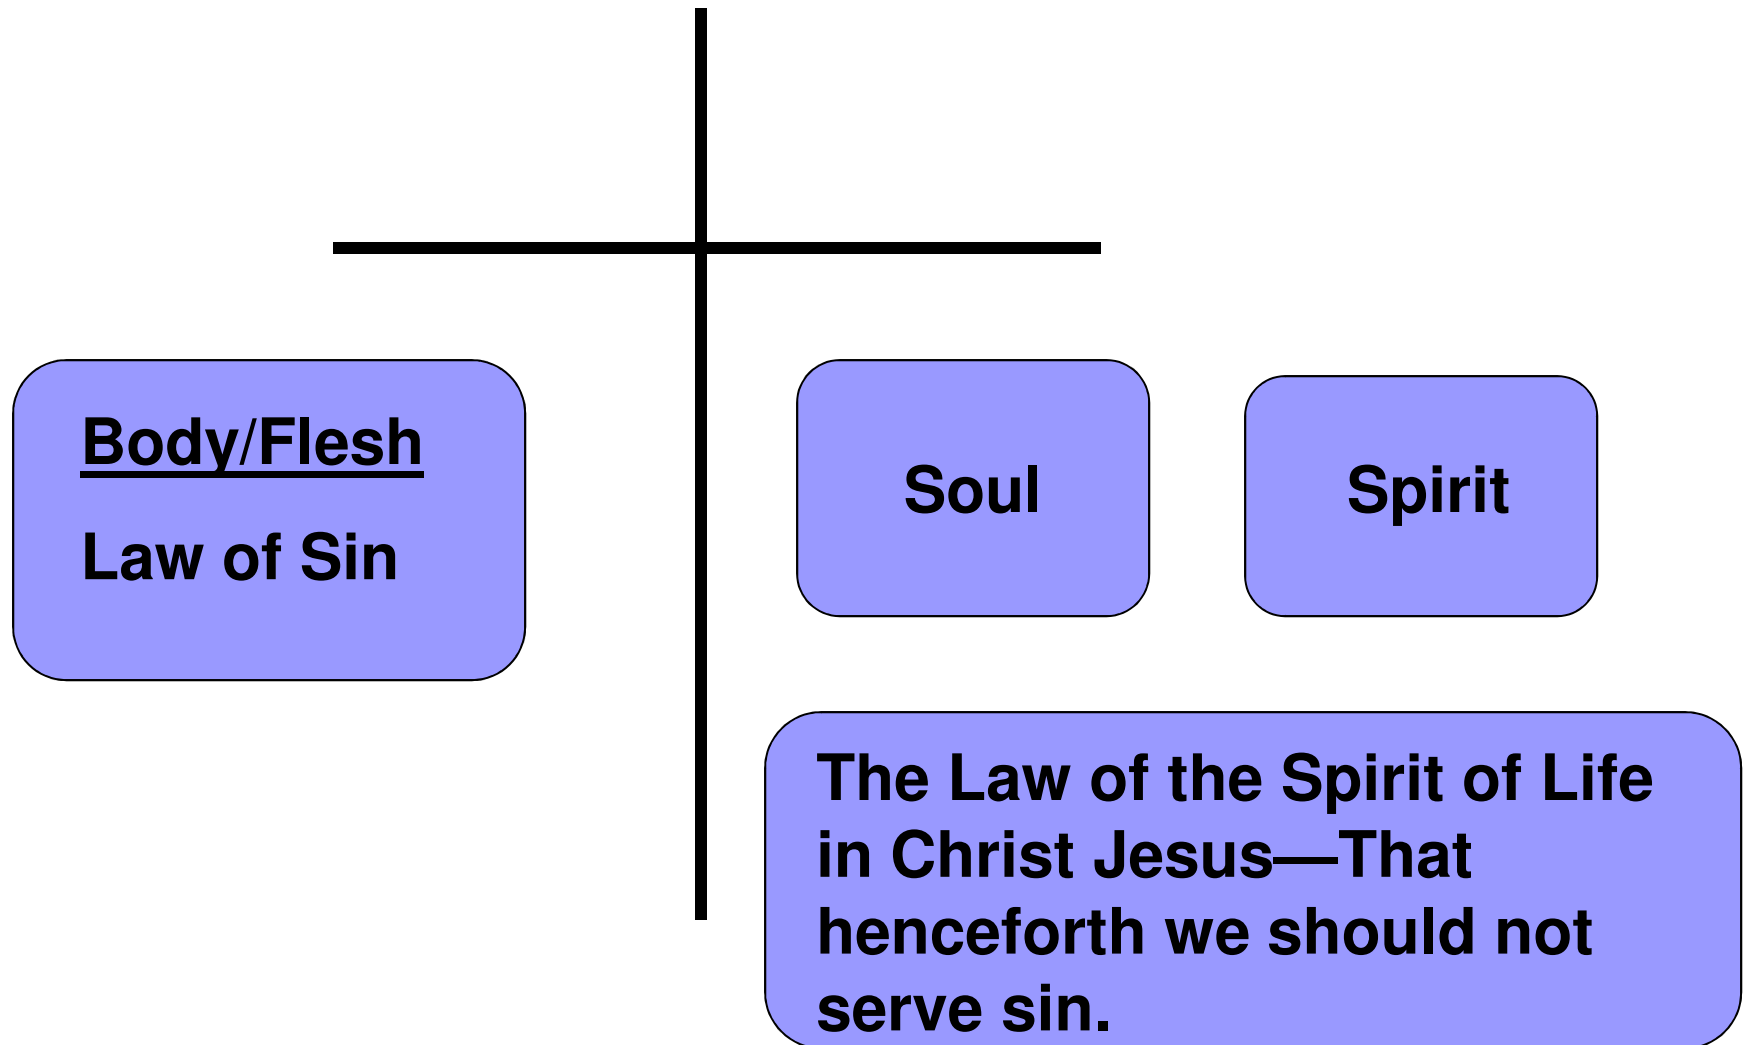 Body/Flesh
Law of Sin
Soul
Spirit
The Law of the Spirit of Life
in Christ Jesus—That
henceforth we should not
serve sin.